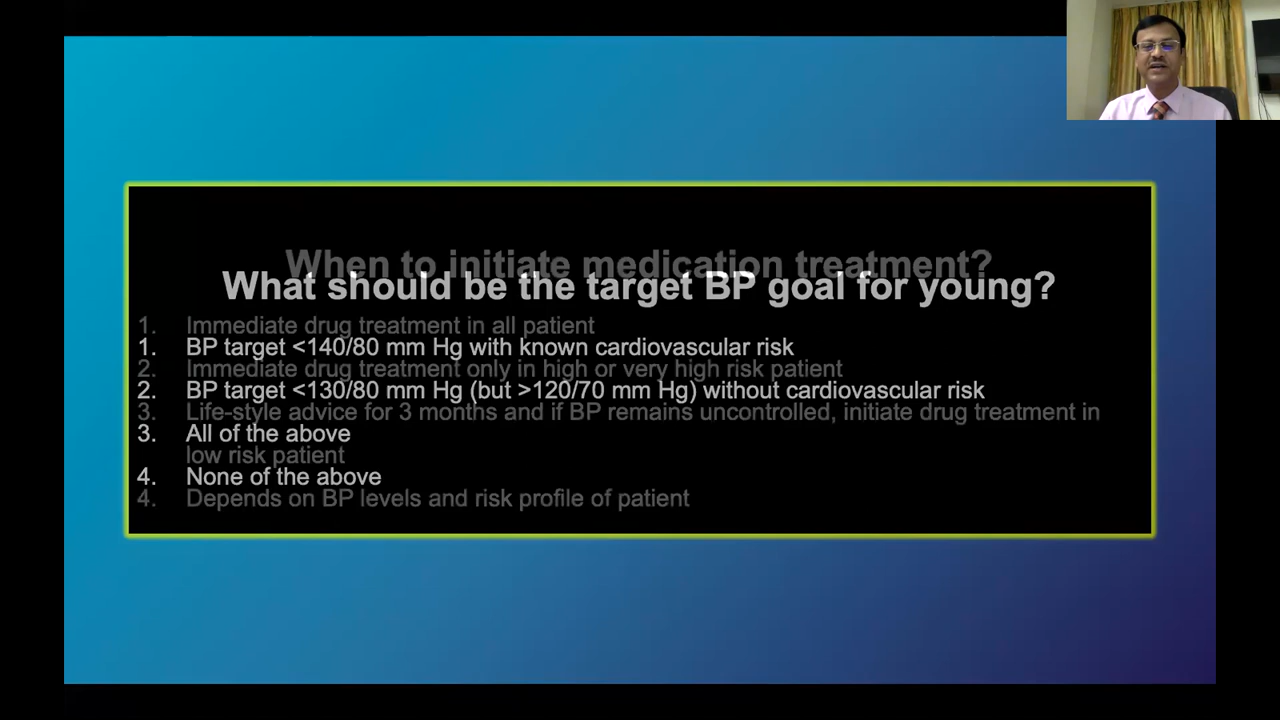 When to initiate medication treatment?
What should be the target BP goal for young?
1. Immediate drug treatment in all patient
1. BP target <140/80 mm Hg with known cardiovascular risk
2. Immediate drug treatment only in high or very high risk patient
2. BP target <130/80 mm Hg (but >120/70 mm Hg) without cardiovascular risk
3. Life-style advice for 3 months and if BP remains uncontrolled, initiate drug treatment in
3. All of the above
low risk patient
4. None of the above
4. Depends on BP levels and risk profile of patient